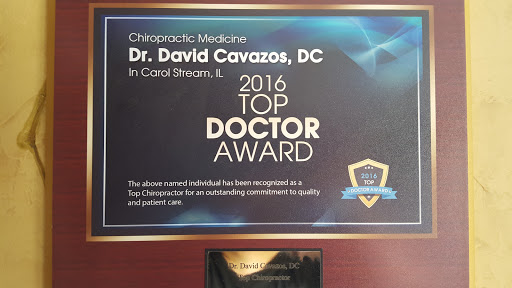 Chiropractic Medicine
Dr. David Cavazos, DC
In Carol Stream, IL
2016
TOP
DOCTOR
AWARD
The above named individual has been recognized as a
Top Chiropractor for an outstanding commitment to quality
and patient care.
2016
TOP
DOCTOR AWARD
Dr. David Cavazos, DC
Top Chiropractor